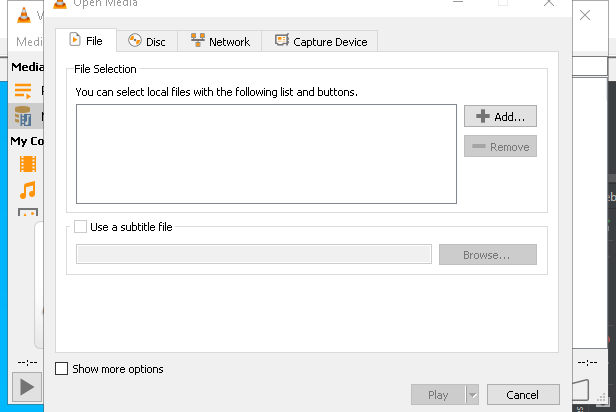 Open Media
Medi
File
Disc
Network
Capture Device
Media
File Selection
You can select local files with the following list and buttons.
Add...
Remove
My Co
Use a subtitle file
Browse...
--:--
--:--
Show more options
Play
Cancel